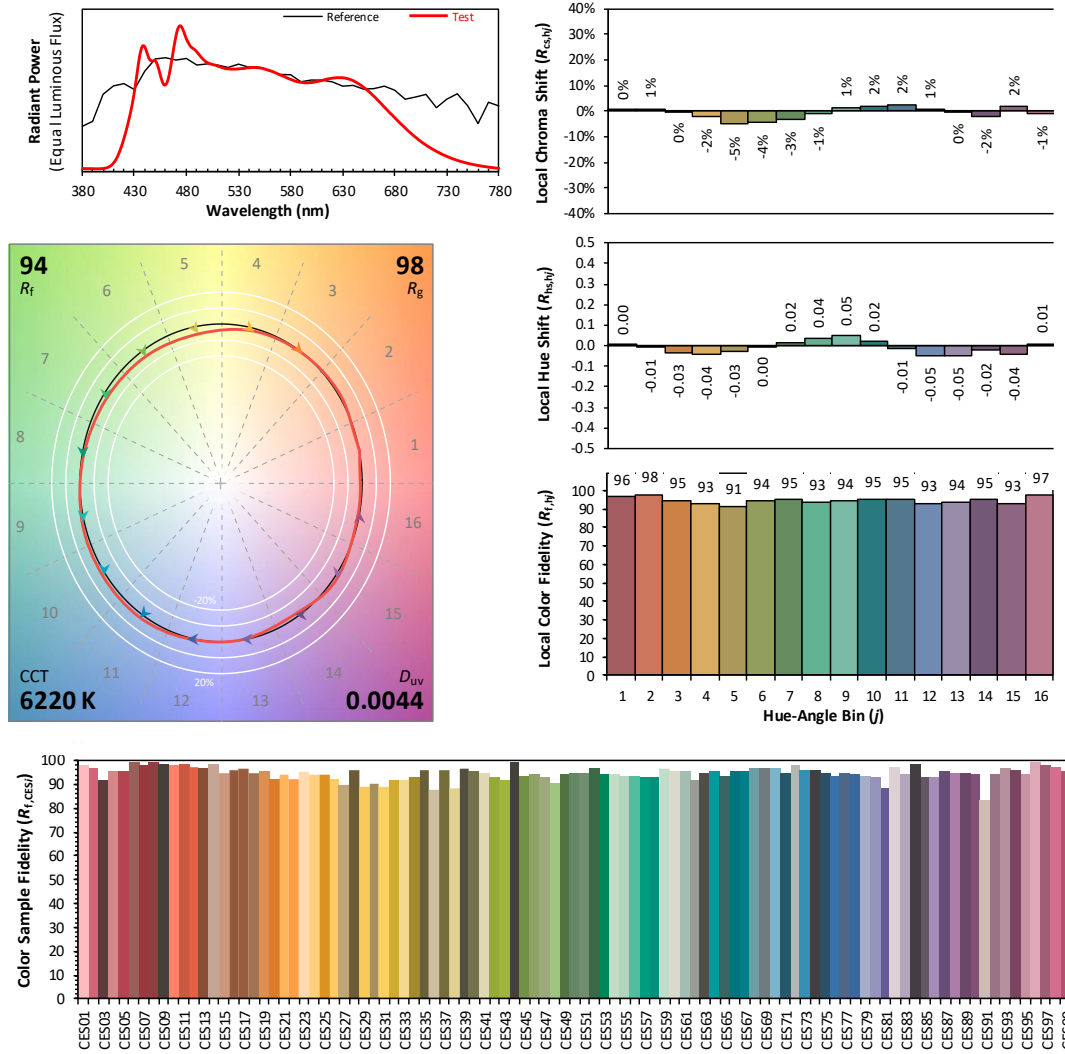 Radiant Power
(Equal Luminous Flux)
Reference
Test
380 430 480 530 580 630 680 730 780
Wavelength (nm)
Local Chroma Shift (Rcs,hj)
40%
30%
20%
10%
0%
-10%
-20%
-30%
-40%
0% 1% 0% -2% -5% -4% -3% -1% 1% 2% 2% 1% 0% -2% 2% -1%
94
Rf
98
Rg
5 4
6 3
7 2
8 1
9 16
10 15
11 14
12 13
-20%
20%
CCT
6220 K
Duv
0.0044
Local Hue Shift (Rhs,hj)
0.5
0.4
0.3
0.2
0.1
0.0
-0.1
-0.2
-0.3
-0.4
-0.5
0.00 -0.01 -0.03 -0.04 -0.03 0.00 0.02 0.04 0.05 0.02 -0.01 -0.05 -0.05 -0.02 -0.04 0.01
Local Color Fidelity (Rf,hj)
100
90
80
70
60
50
40
30
20
10
0
96 98 95 93 91 94 95 93 94 95 95 93 94 95 93 97
1 2 3 4 5 6 7 8 9 10 11 12 13 14 15 16
Hue-Angle Bin (j)
Color Sample Fidelity (Rf,CESi)
100
90
80
70
60
50
40
30
20
10
0
CES01 CES03 CES05 CES07 CES09 CES11 CES13 CES15 CES17 CES19 CES21 CES23 CES25 CES27 CES29 CES31 CES33 CES35 CES37 CES39 CES41 CES43 CES45 CES47 CES49 CES51 CES53 CES55 CES57 CES59 CES61 CES63 CES65 CES67 CES69 CES71 CES73 CES75 CES77 CES79 CES81 CES83 CES85 CES87 CES89 CES91 CES93 CES95 CES97